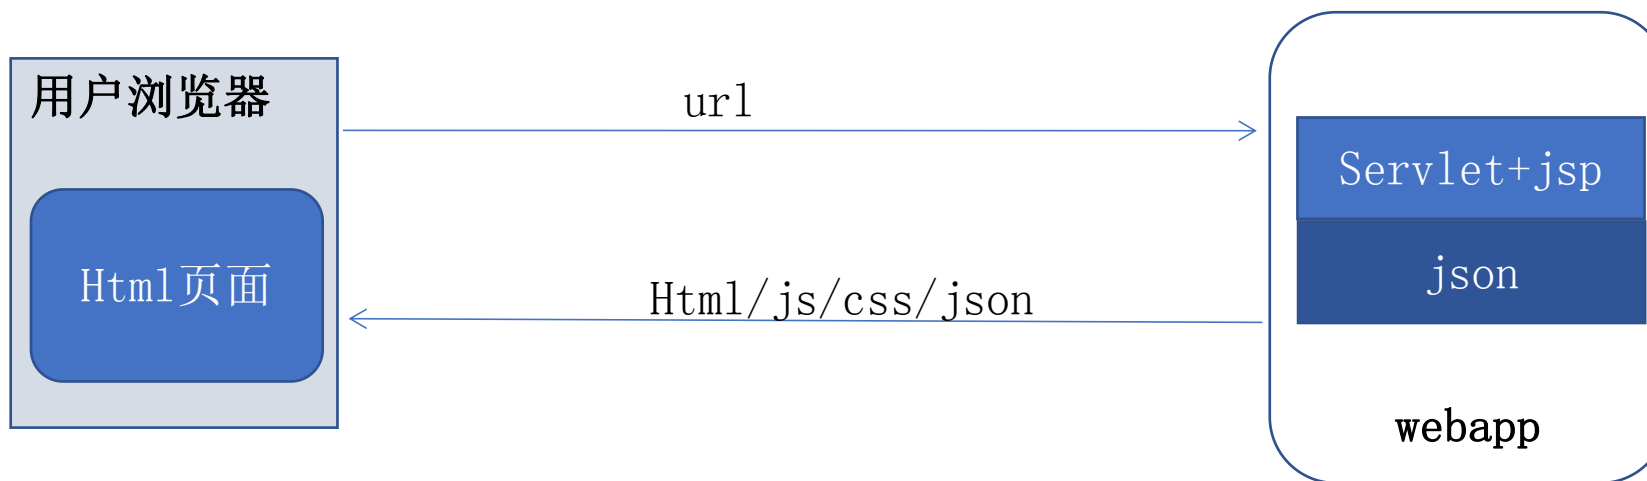 用户浏览器
url
Servlet+jsp
Html页面
json
Html/js/css/json
webapp